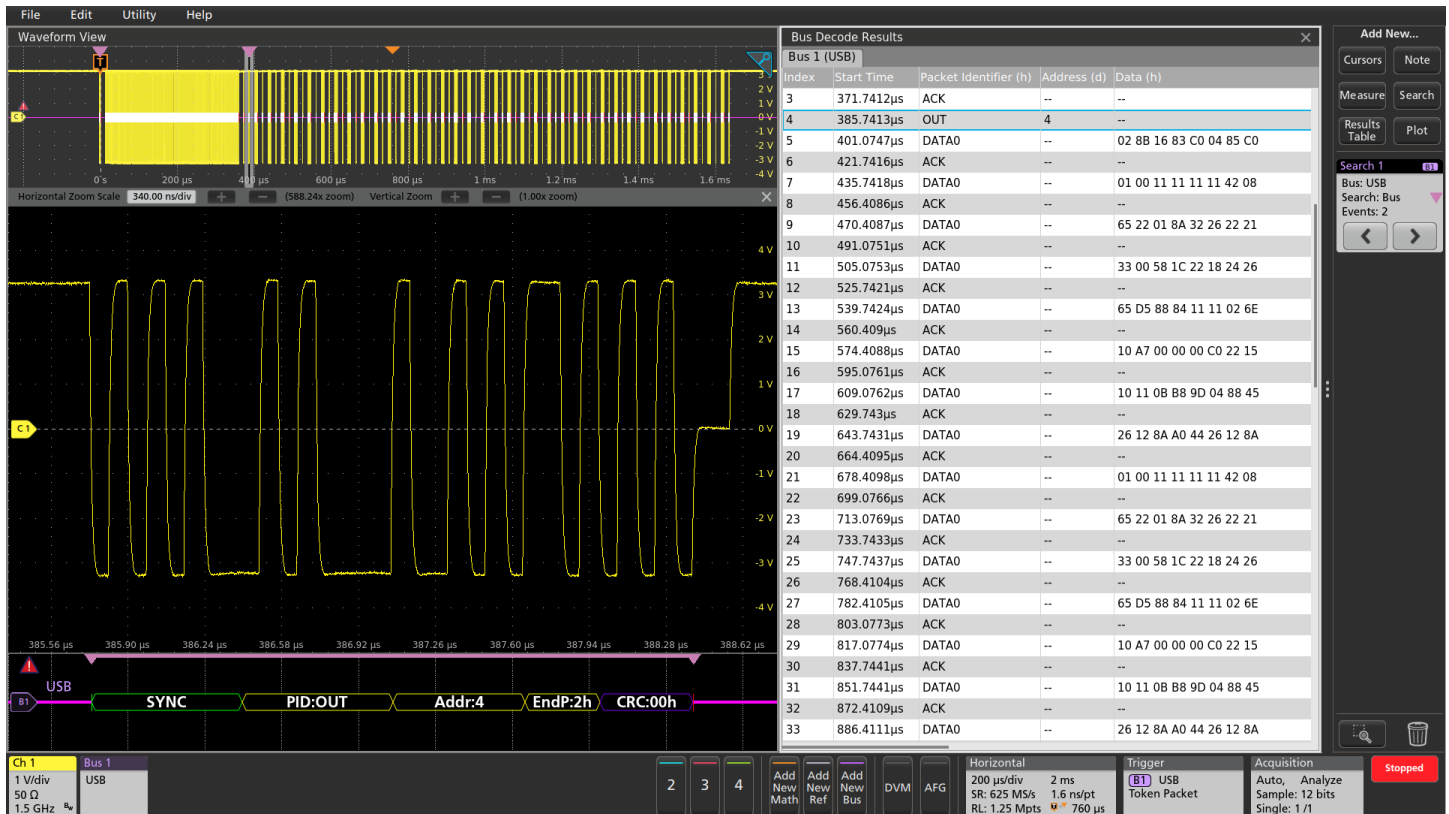 File Edit Utility Help
Waveform View
T
C 1
3 V
2 V
1 V
0 V
-1 V
-2 V
-3 V
-4 V
0 s 200 µs 400 µs 600 µs 800 µs 1 ms 1.2 ms 1.4 ms 1.6 ms
Horizontal Zoom Scale 340.00 ns/div + − (588.24x zoom) Vertical Zoom + − (1.00x zoom)
4 V
3 V
2 V
1 V
C 1 0 V
-1 V
-2 V
-3 V
-4 V
385.56 µs 385.90 µs 386.24 µs 386.58 µs 386.92 µs 387.26 µs 387.60 µs 387.94 µs 388.28 µs 388.62 µs
USB
B1 SYNC PID:OUT Addr:4 EndP:2h CRC:00h
Bus Decode Results
Bus 1 (USB)
Index Start Time Packet Identifier (h) Address (d) Data (h)
3 371.7412µs ACK -- --
4 385.7413µs OUT 4 --
5 401.0747µs DATA0 -- 02 8B 16 83 C0 04 85 C0
6 421.7416µs ACK -- --
7 435.7418µs DATA0 -- 01 00 11 11 11 11 42 08
8 456.4086µs ACK -- --
9 470.4087µs DATA0 -- 65 22 01 8A 32 26 22 21
10 491.0751µs ACK -- --
11 505.0753µs DATA0 -- 33 00 58 1C 22 18 24 26
12 525.7421µs ACK -- --
13 539.7424µs DATA0 -- 65 D5 88 84 11 11 02 6E
14 560.409µs ACK -- --
15 574.4088µs DATA0 -- 10 A7 00 00 00 C0 22 15
16 595.0761µs ACK -- --
17 609.0762µs DATA0 -- 10 11 0B B8 9D 04 88 45
18 629.743µs ACK -- --
19 643.7431µs DATA0 -- 26 12 8A A0 44 26 12 8A
20 664.4095µs ACK -- --
21 678.4098µs DATA0 -- 01 00 11 11 11 11 42 08
22 699.0766µs ACK -- --
23 713.0769µs DATA0 -- 65 22 01 8A 32 26 22 21
24 733.7433µs ACK -- --
25 747.7437µs DATA0 -- 33 00 58 1C 22 18 24 26
26 768.4104µs ACK -- --
27 782.4105µs DATA0 -- 65 D5 88 84 11 11 02 6E
28 803.0773µs ACK -- --
29 817.0774µs DATA0 -- 10 A7 00 00 00 C0 22 15
30 837.7441µs ACK -- --
31 851.7441µs DATA0 -- 10 11 0B B8 9D 04 88 45
32 872.4109µs ACK -- --
33 886.4111µs DATA0 -- 26 12 8A A0 44 26 12 8A
Add New...
Cursors Note
Measure Search
Results Table Plot
Search 1 B1
Bus: USB
Search: Bus
Events: 2
Ch 1
1 V/div
50 Ω
1.5 GHz Bw
Bus 1
USB
2 3 4
Add New Math
Add New Ref
Add New Bus
DVM AFG
Horizontal
200 µs/div 2 ms
SR: 625 MS/s 1.6 ns/pt
RL: 1.25 Mpts 760 µs
Trigger
B1 USB
Token Packet
Acquisition
Auto, Analyze
Sample: 12 bits
Single: 1 /1
Stopped